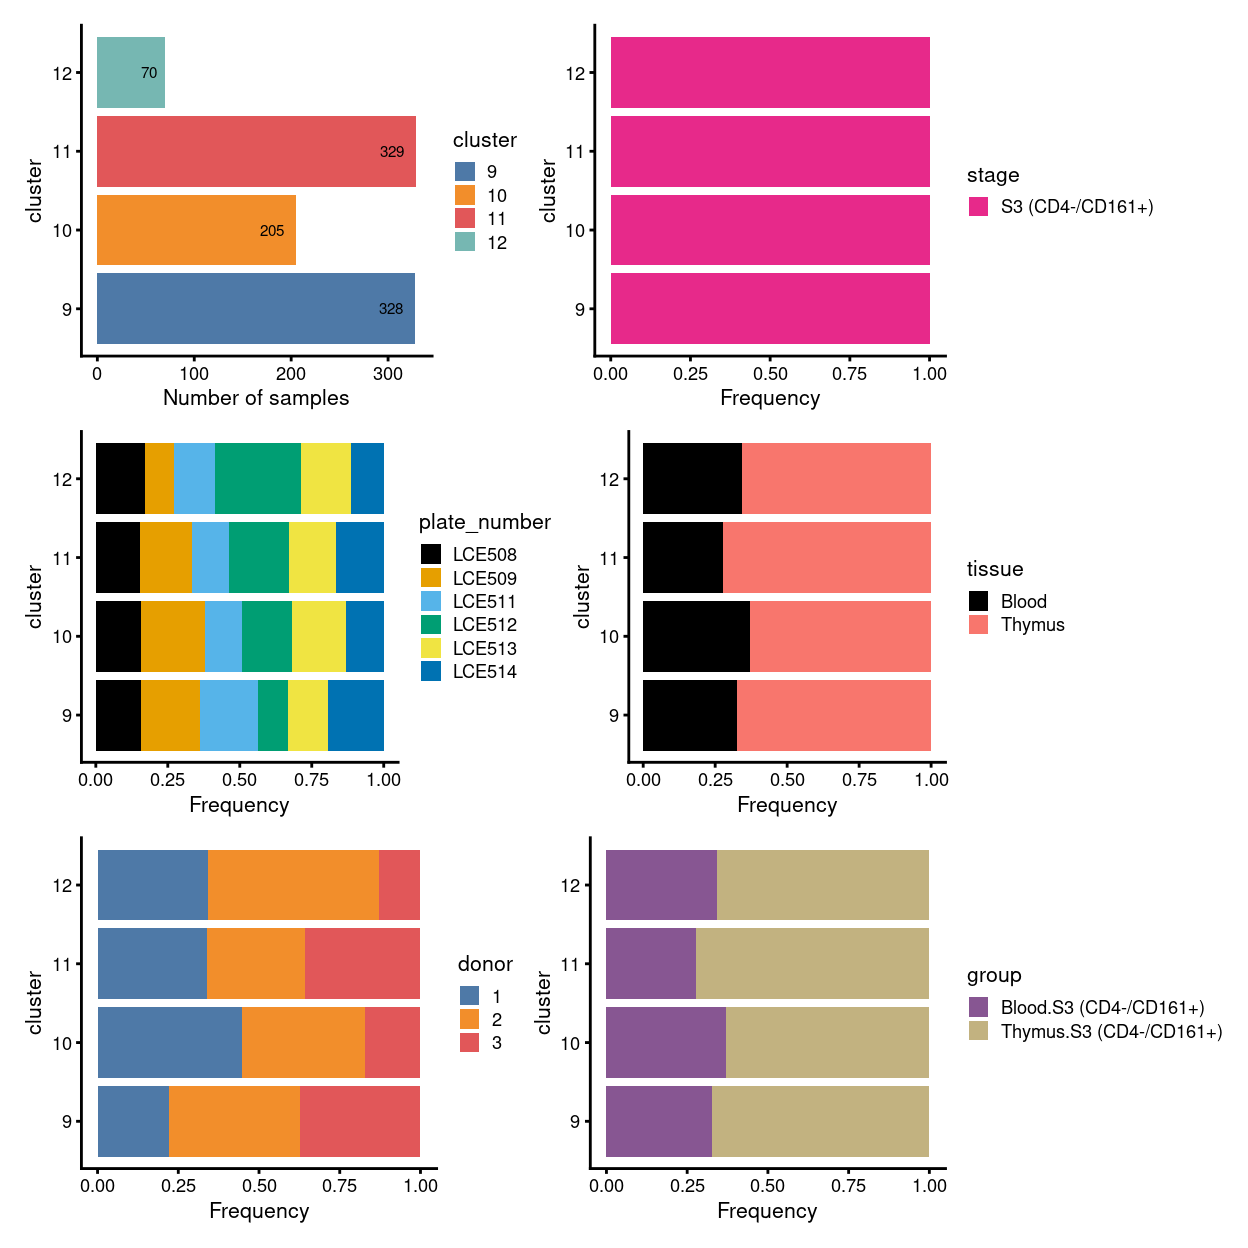 12
11
10
9
cluster
70
329
205
328
0
100
200
300
Number of samples
cluster
9
10
11
12
12
11
10
9
cluster
0.00
0.25
0.50
0.75
1.00
Frequency
stage
S3 (CD4-/CD161+)
12
11
10
9
cluster
0.00
0.25
0.50
0.75
1.00
Frequency
plate_number
LCE508
LCE509
LCE511
LCE512
LCE513
LCE514
12
11
10
9
cluster
0.00
0.25
0.50
0.75
1.00
Frequency
tissue
Blood
Thymus
12
11
10
9
cluster
0.00
0.25
0.50
0.75
1.00
Frequency
donor
1
2
3
12
11
10
9
cluster
0.00
0.25
0.50
0.75
1.00
Frequency
group
Blood.S3 (CD4-/CD161+)
Thymus.S3 (CD4-/CD161+)